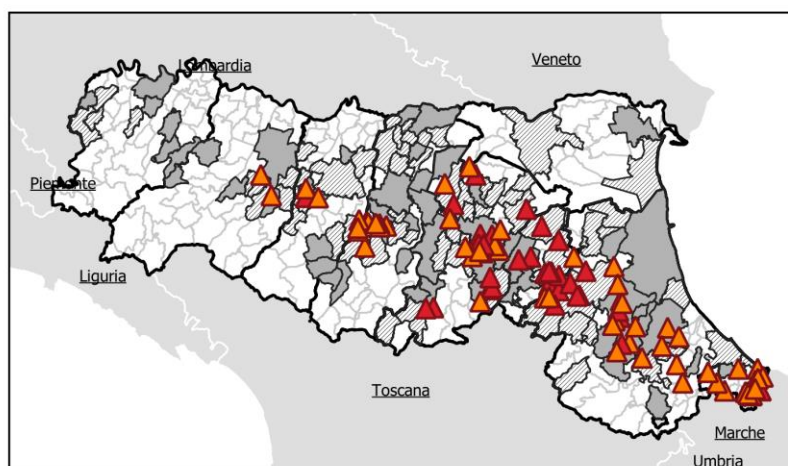 Veneto
Lombardia
Piemonte
Liguria
Toscana
Marche
Umbria